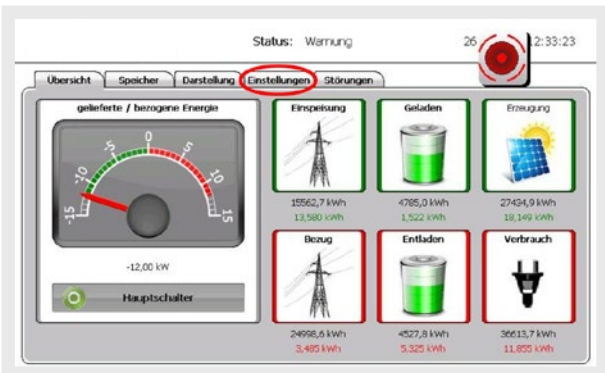 Status: Warnung 26 12:33:23
Übersicht Speicher Darstellung Einstellungen Störungen
gelieferte / bezogene Energie
-15 -10 -5 0 5 10 15
-12,00 kW
Hauptschalter
Einspeisung
15562,7 kWh
13,580 kWh
Geladen
4785,0 kWh
1,522 kWh
Erzeugung
27434,9 kWh
18,149 kWh
Bezug
24998,6 kWh
3,485 kWh
Entladen
4527,8 kWh
5,325 kWh
Verbrauch
36613,7 kWh
11,855 kWh